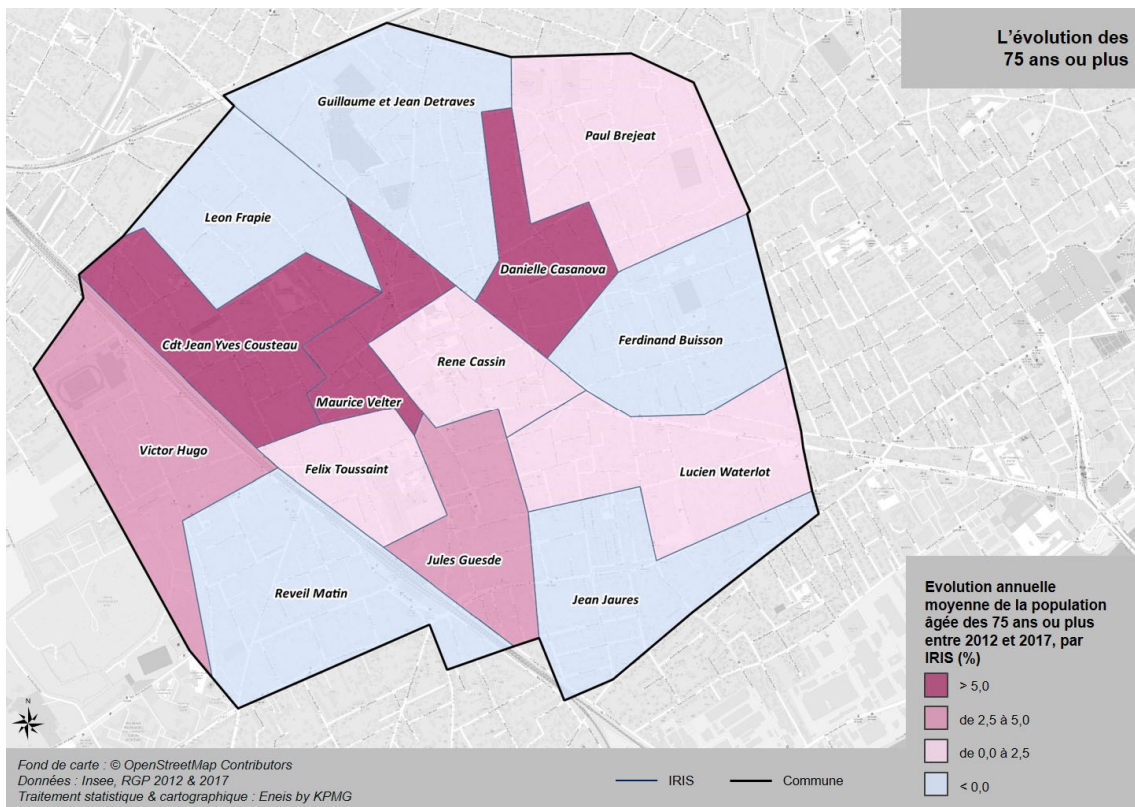 L'évolution des
75 ans ou plus
Guillaume et Jean Detraves
Paul Brejeat
Leon Frapie
Danielle Casanova
Cdt Jean Yves Cousteau
Rene Cassin
Ferdinand Buisson
Maurice Velter
Victor Hugo
Felix Toussaint
Lucien Waterlot
Jules Guesde
Reveil Matin
Jean Jaures
Evolution annuelle
moyenne de la population
âgée des 75 ans ou plus
entre 2012 et 2017, par
IRIS (%)
> 5,0
de 2,5 à 5,0
de 0,0 à 2,5
< 0,0
N
Fond de carte : © OpenStreetMap Contributors
Données : Insee, RGP 2012 & 2017
Traitement statistique & cartographique : Eneis by KPMG
IRIS
Commune